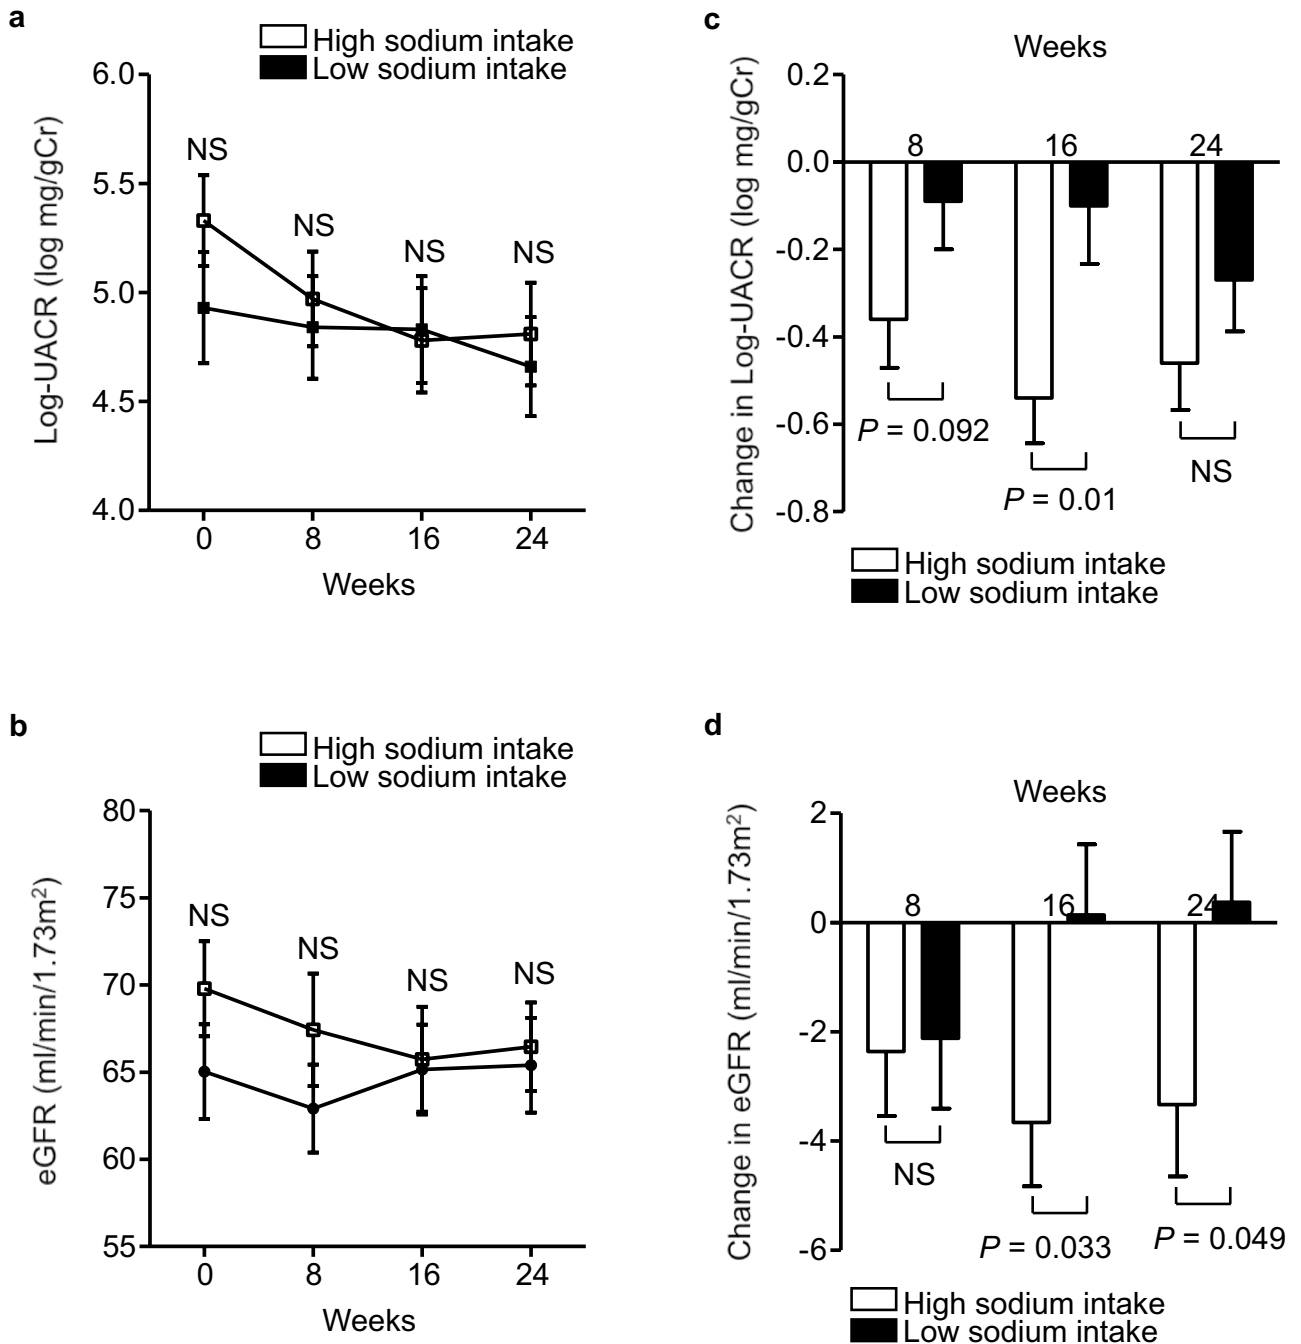 a
High sodium intake
Low sodium intake
Log-UACR (log mg/gCr)
6.0
5.5
5.0
4.5
4.0
NS
NS
NS
NS
0 8 16 24
Weeks
c
Weeks
Change in Log-UACR (log mg/gCr)
0.2
0.0
-0.2
-0.4
-0.6
-0.8
8 16 24
P = 0.092
P = 0.01
NS
High sodium intake
Low sodium intake
b
High sodium intake
Low sodium intake
eGFR (ml/min/1.73m²)
80
75
70
65
60
55
NS
NS
NS
NS
0 8 16 24
Weeks
d
Weeks
Change in eGFR (ml/min/1.73m²)
2
0
-2
-4
-6
8 16 24
NS
P = 0.033
P = 0.049
High sodium intake
Low sodium intake